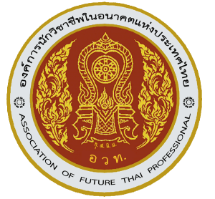 องค์การนักวิชาชีพในอนาคตแห่งประเทศไทย
อวท.
ASSOCIATION OF FUTURE THAI PROFESSIONAL